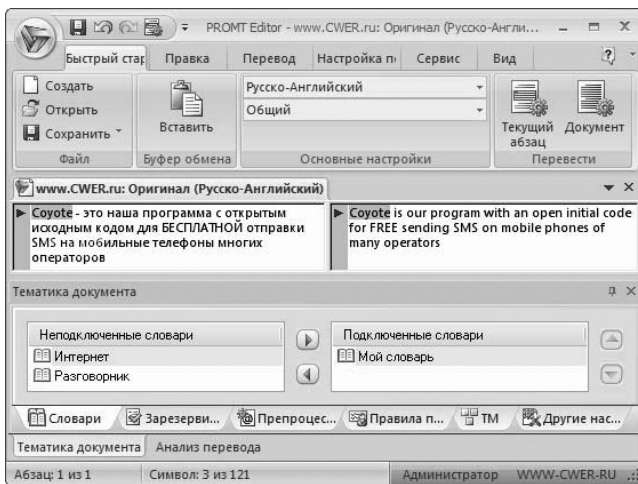 PROMT Editor - www.CWER.ru: Оригинал (Русско-Англи...
Быстрый стар Правка Перевод Настройка п Сервис Вид
Создать
Открыть
Сохранить
Вставить
Русско-Английский
Общий
Текущий абзац
Документ
Файл Буфер обмена Основные настройки Перевести
www.CWER.ru: Оригинал (Русско-Английский)
Coyote - это наша программа с открытым
исходным кодом для БЕСПЛАТНОЙ отправки
SMS на мобильные телефоны многих
операторов
Coyote is our program with an open initial code
for FREE sending SMS on mobile phones of
many operators
Тематика документа
Неподключенные словари
Интернет
Разговорник
Подключенные словари
Мой словарь
Словари Зарезерви... Препроцес... Правила п... ТМ Другие нас...
Тематика документа Анализ перевода
Абзац: 1 из 1 Символ: 3 из 121 Администратор WWW-CWER-RU